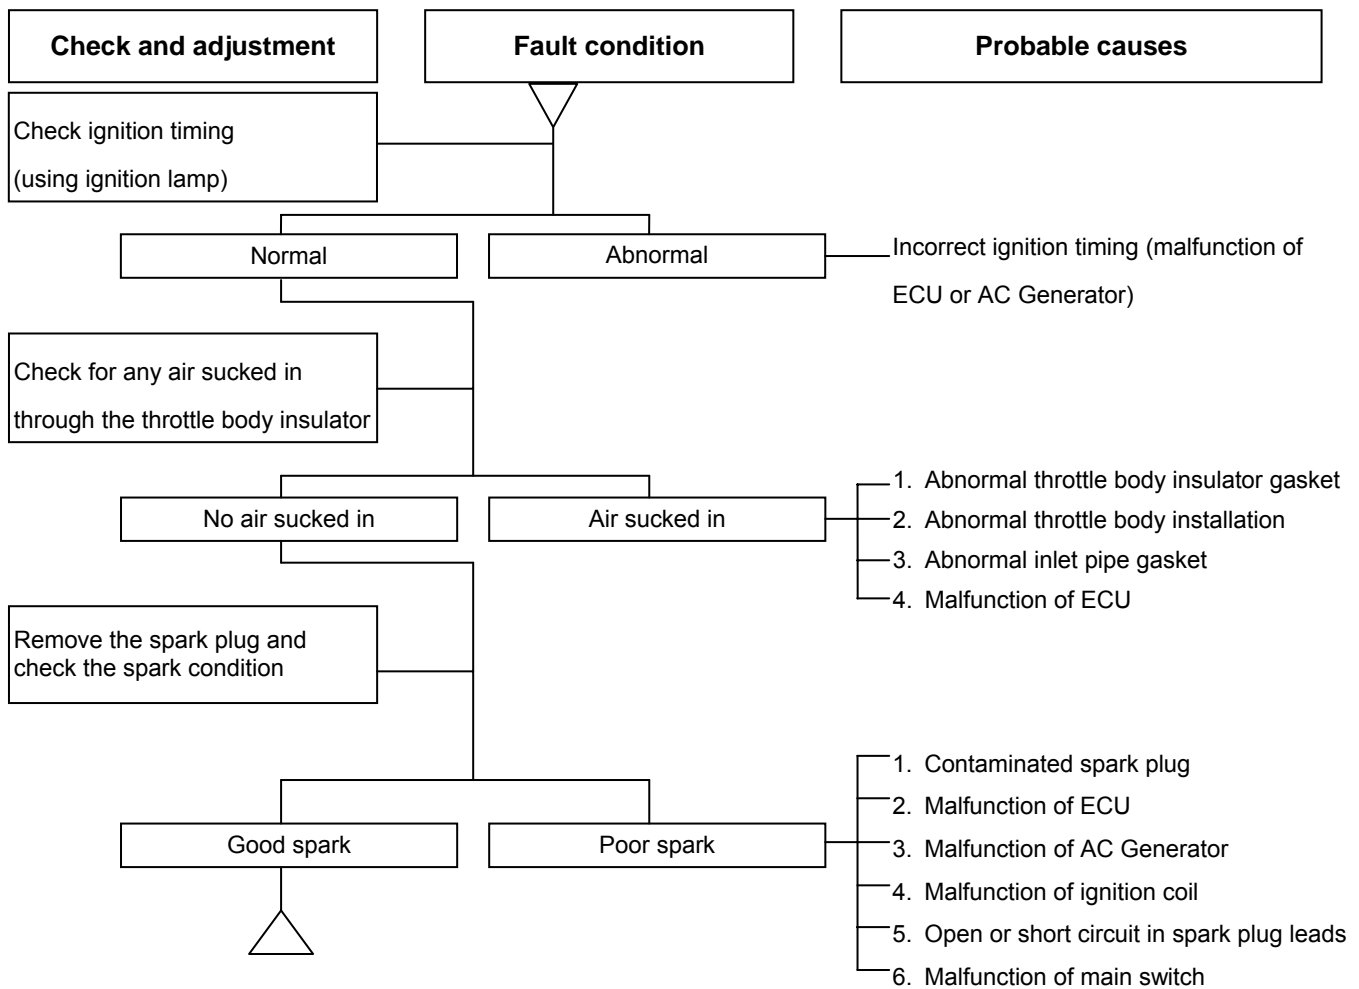 Check and adjustment
Fault condition
Probable causes
Check ignition timing
(using ignition lamp)
Normal
Abnormal
Incorrect ignition timing (malfunction of
ECU or AC Generator)
Check for any air sucked in
through the throttle body insulator
No air sucked in
Air sucked in
1. Abnormal throttle body insulator gasket
2. Abnormal throttle body installation
3. Abnormal inlet pipe gasket
4. Malfunction of ECU
Remove the spark plug and
check the spark condition
Good spark
Poor spark
1. Contaminated spark plug
2. Malfunction of ECU
3. Malfunction of AC Generator
4. Malfunction of ignition coil
5. Open or short circuit in spark plug leads
6. Malfunction of main switch